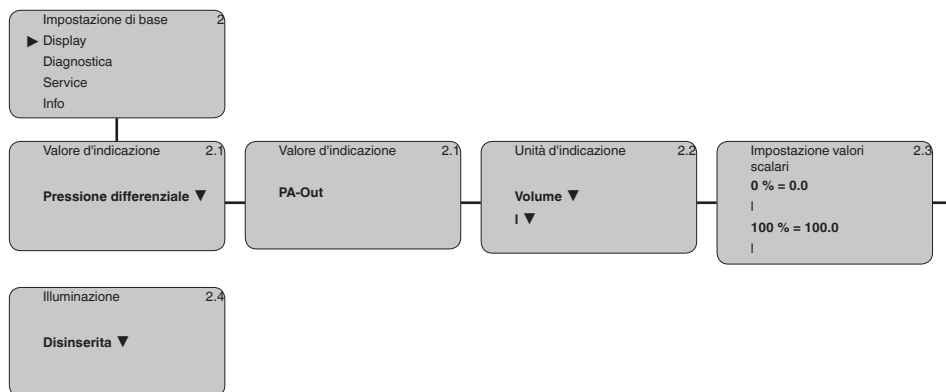 Impostazione di base 2
▶ Display
Diagnostica
Service
Info
Valore d'indicazione 2.1
Pressione differenziale ▼
Valore d'indicazione 2.1
PA-Out
Unità d'indicazione 2.2
Volume ▼
l ▼
Impostazione valori 2.3
scalari
0 % = 0.0
l
100 % = 100.0
l
Illuminazione 2.4
Disinserita ▼